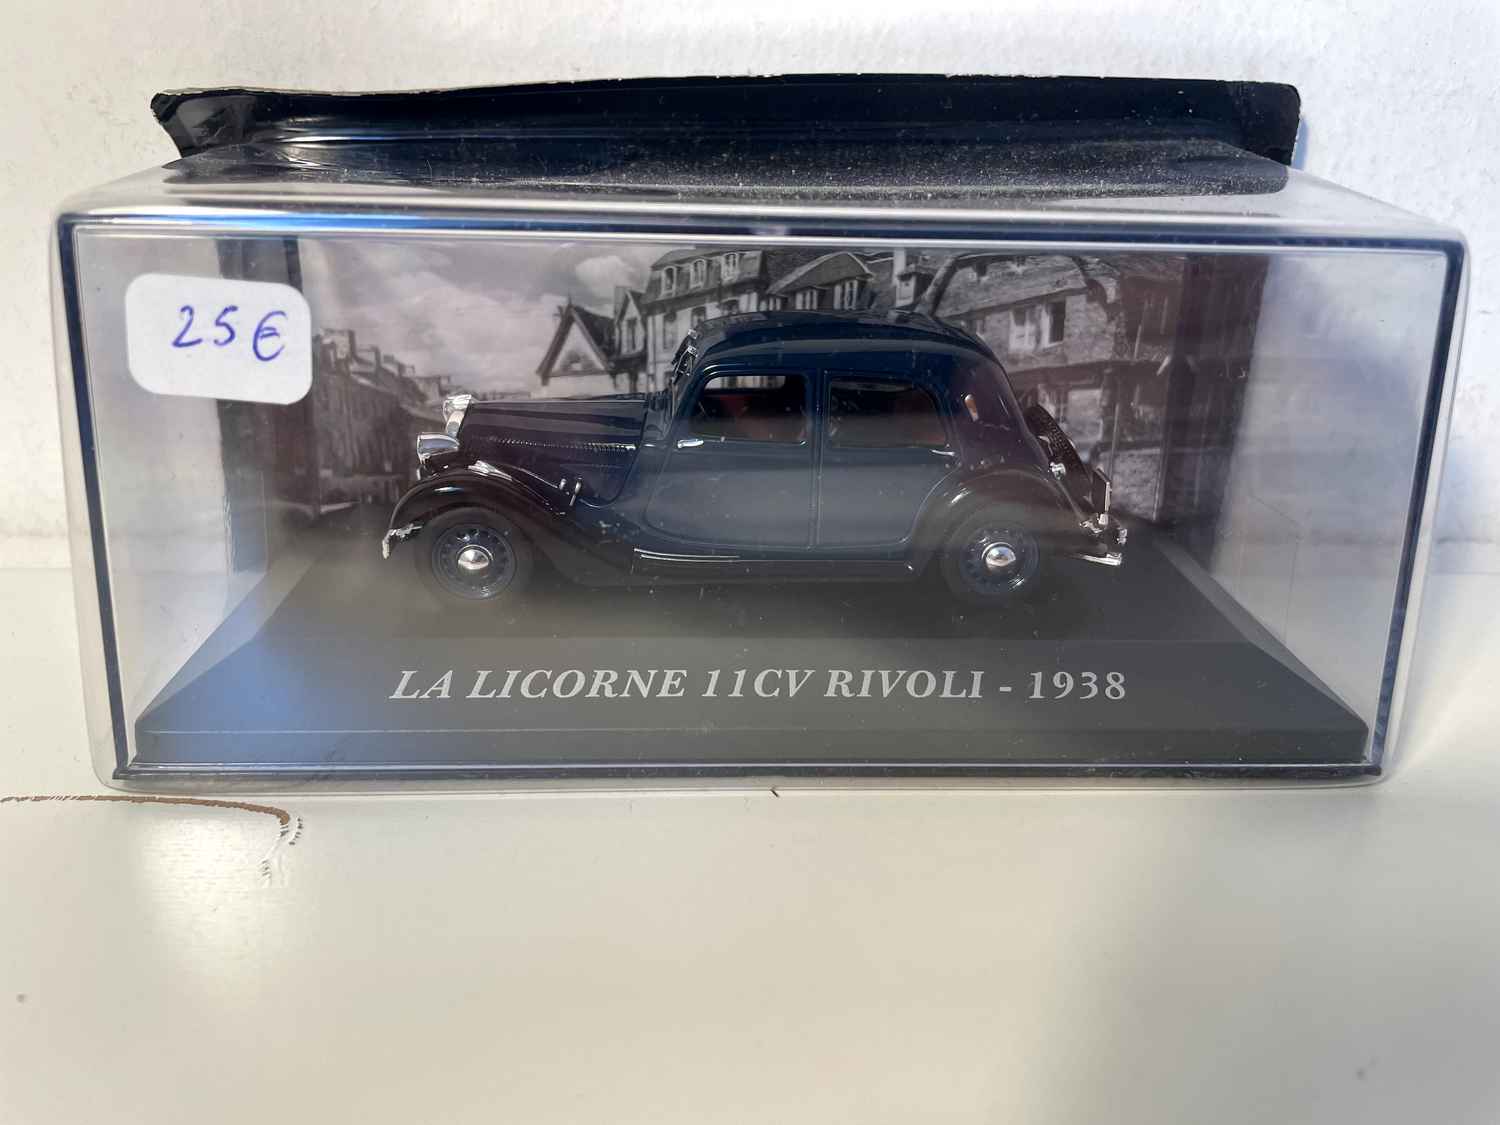 25€
LA LICORNE 11CV RIVOLI - 1938